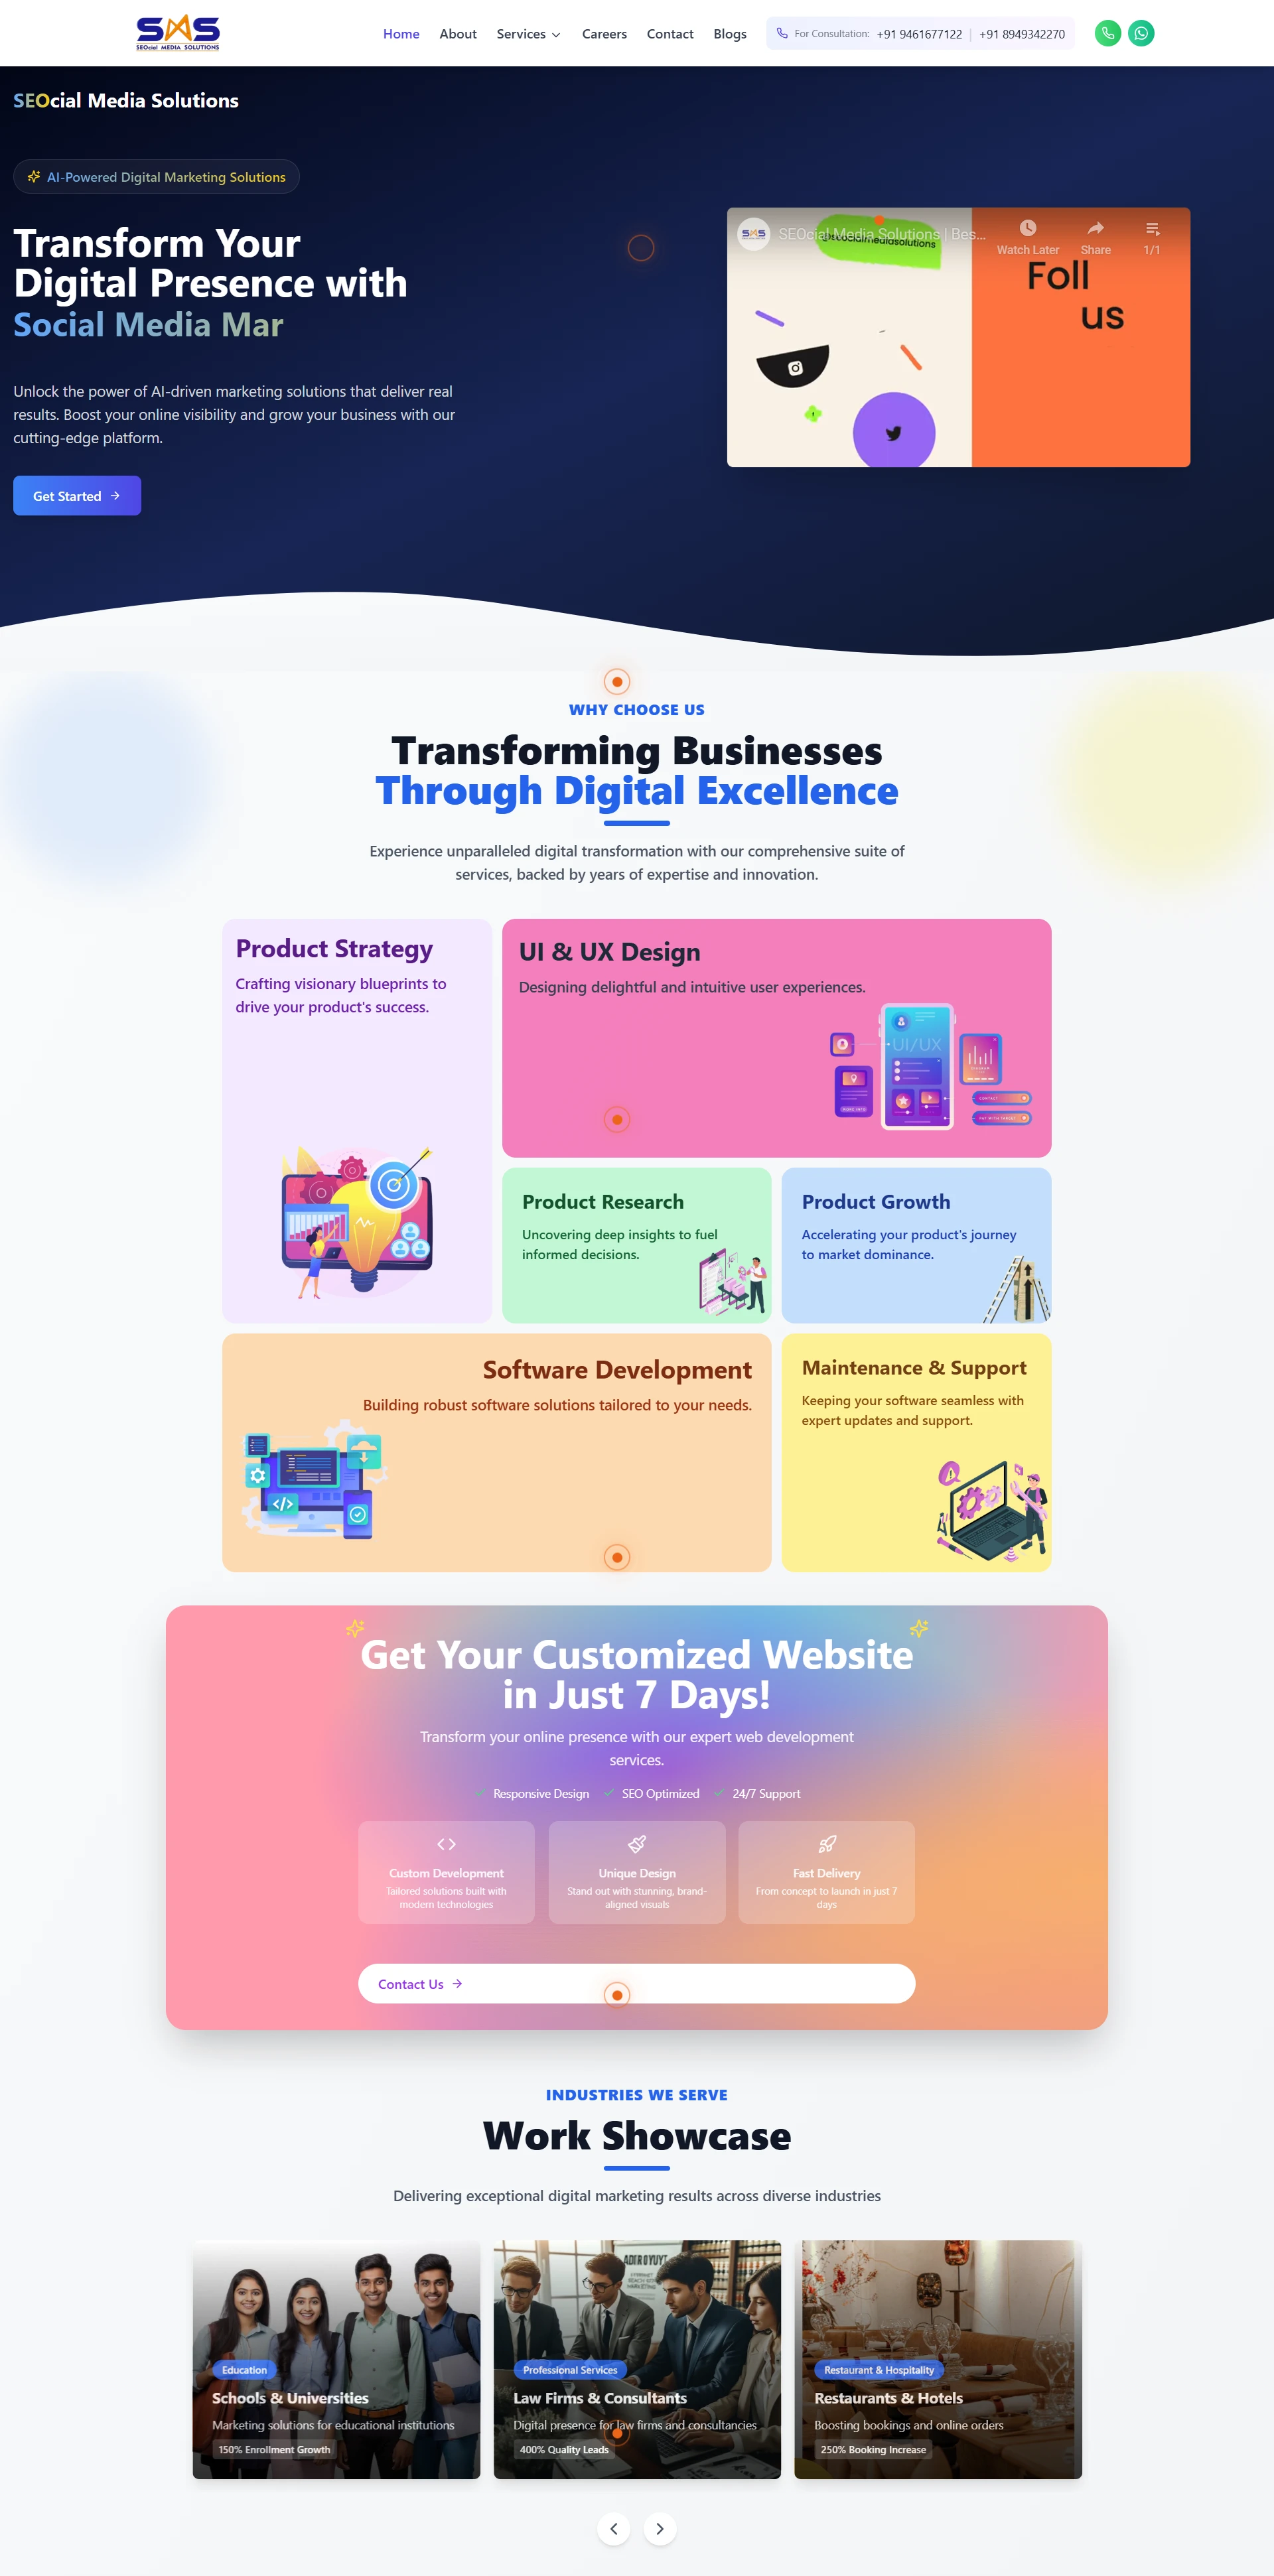 SMS
SEOcial MEDIA SOLUTIONS
Home
About
Services
Careers
Contact
Blogs
For Consultation: +91 9461677122 | +91 8949342270
SEOcial Media Solutions
AI-Powered Digital Marketing Solutions
Transform Your
Digital Presence with
Social Media Mar
Unlock the power of AI-driven marketing solutions that deliver real
results. Boost your online visibility and grow your business with our
cutting-edge platform.
Get Started
SMS
SEOcial Media Solutions | Bes...
Watch Later
Share
1/1
Foll
us
WHY CHOOSE US
Transforming Businesses
Through Digital Excellence
Experience unparalleled digital transformation with our comprehensive suite of
services, backed by years of expertise and innovation.
Product Strategy
Crafting visionary blueprints to
drive your product's success.
UI & UX Design
Designing delightful and intuitive user experiences.
UI/UX
CONTACT
Product Research
Uncovering deep insights to fuel
informed decisions.
Product Growth
Accelerating your product's journey
to market dominance.
Software Development
Building robust software solutions tailored to your needs.
Maintenance & Support
Keeping your software seamless with
expert updates and support.
Get Your Customized Website
in Just 7 Days!
Transform your online presence with our expert web development
services.
Responsive Design
SEO Optimized
24/7 Support
Custom Development
Tailored solutions built with
modern technologies
Unique Design
Stand out with stunning, brand-
aligned visuals
Fast Delivery
From concept to launch in just 7
days
Contact Us
INDUSTRIES WE SERVE
Work Showcase
Delivering exceptional digital marketing results across diverse industries
Education
Schools & Universities
Marketing solutions for educational institutions
150% Enrollment Growth
Professional Services
Law Firms & Consultants
Digital presence for law firms and consultancies
400% Quality Leads
Restaurant & Hospitality
Restaurants & Hotels
Boosting bookings and online orders
250% Booking Increase